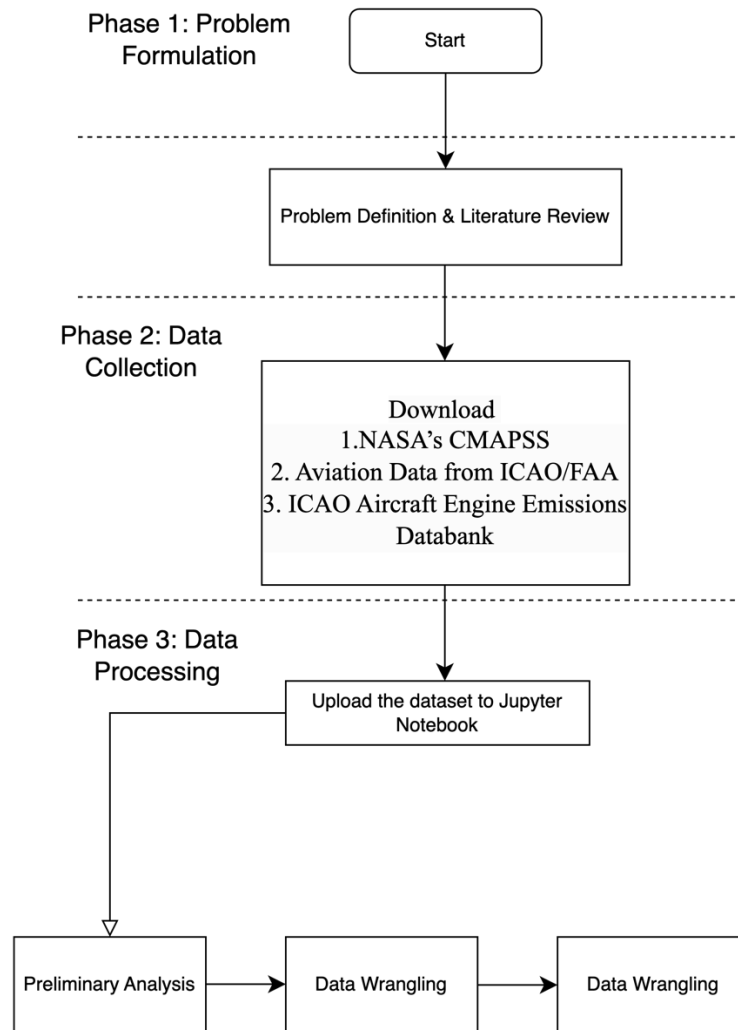 Phase 1: Problem
Formulation
Start
Problem Definition & Literature Review
Phase 2: Data
Collection
Download
1.NASA’s CMAPSS
2. Aviation Data from ICAO/FAA
3. ICAO Aircraft Engine Emissions
Databank
Phase 3: Data
Processing
Upload the dataset to Jupyter
Notebook
Preliminary Analysis
Data Wrangling
Data Wrangling